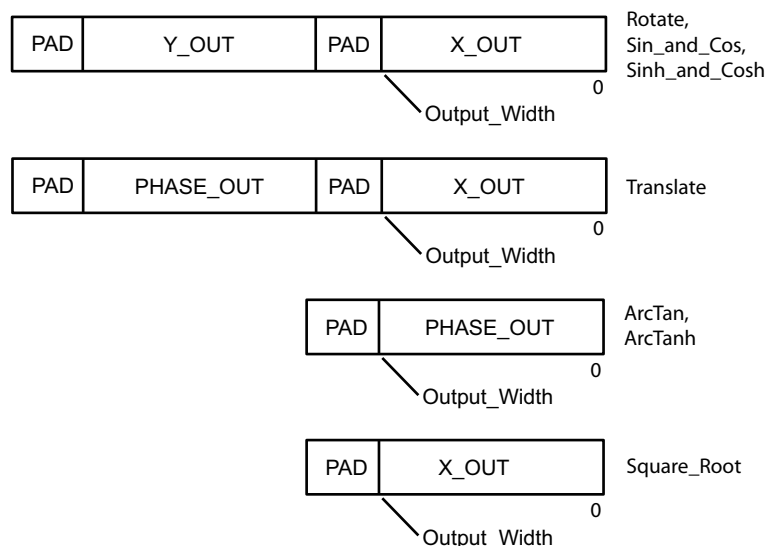 PAD Y_OUT PAD X_OUT Rotate,
Sin_and_Cos,
Sinh_and_Cosh
0
Output_Width
PAD PHASE_OUT PAD X_OUT Translate
0
Output_Width
PAD PHASE_OUT ArcTan,
ArcTanh
0
Output_Width
PAD X_OUT Square_Root
0
Output_Width